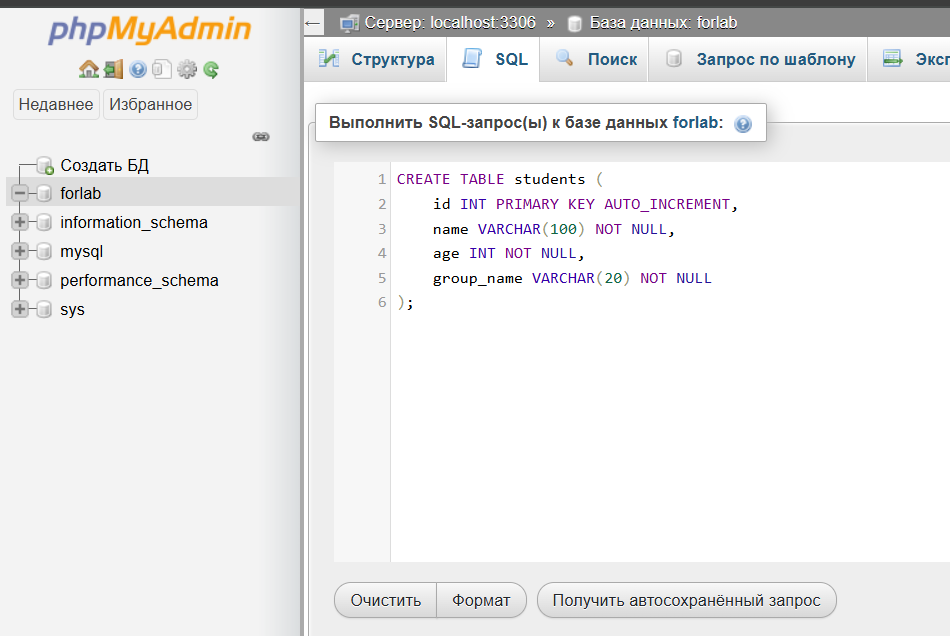 phpMyAdmin
Недавнее Избранное
Создать БД
forlab
information_schema
mysql
performance_schema
sys
← Сервер: localhost:3306 » База данных: forlab
Структура SQL Поиск Запрос по шаблону Эксп
Выполнить SQL-запрос(ы) к базе данных forlab:
1 CREATE TABLE students (
2 id INT PRIMARY KEY AUTO_INCREMENT,
3 name VARCHAR(100) NOT NULL,
4 age INT NOT NULL,
5 group_name VARCHAR(20) NOT NULL
6 );
Очистить Формат Получить автосохранённый запрос